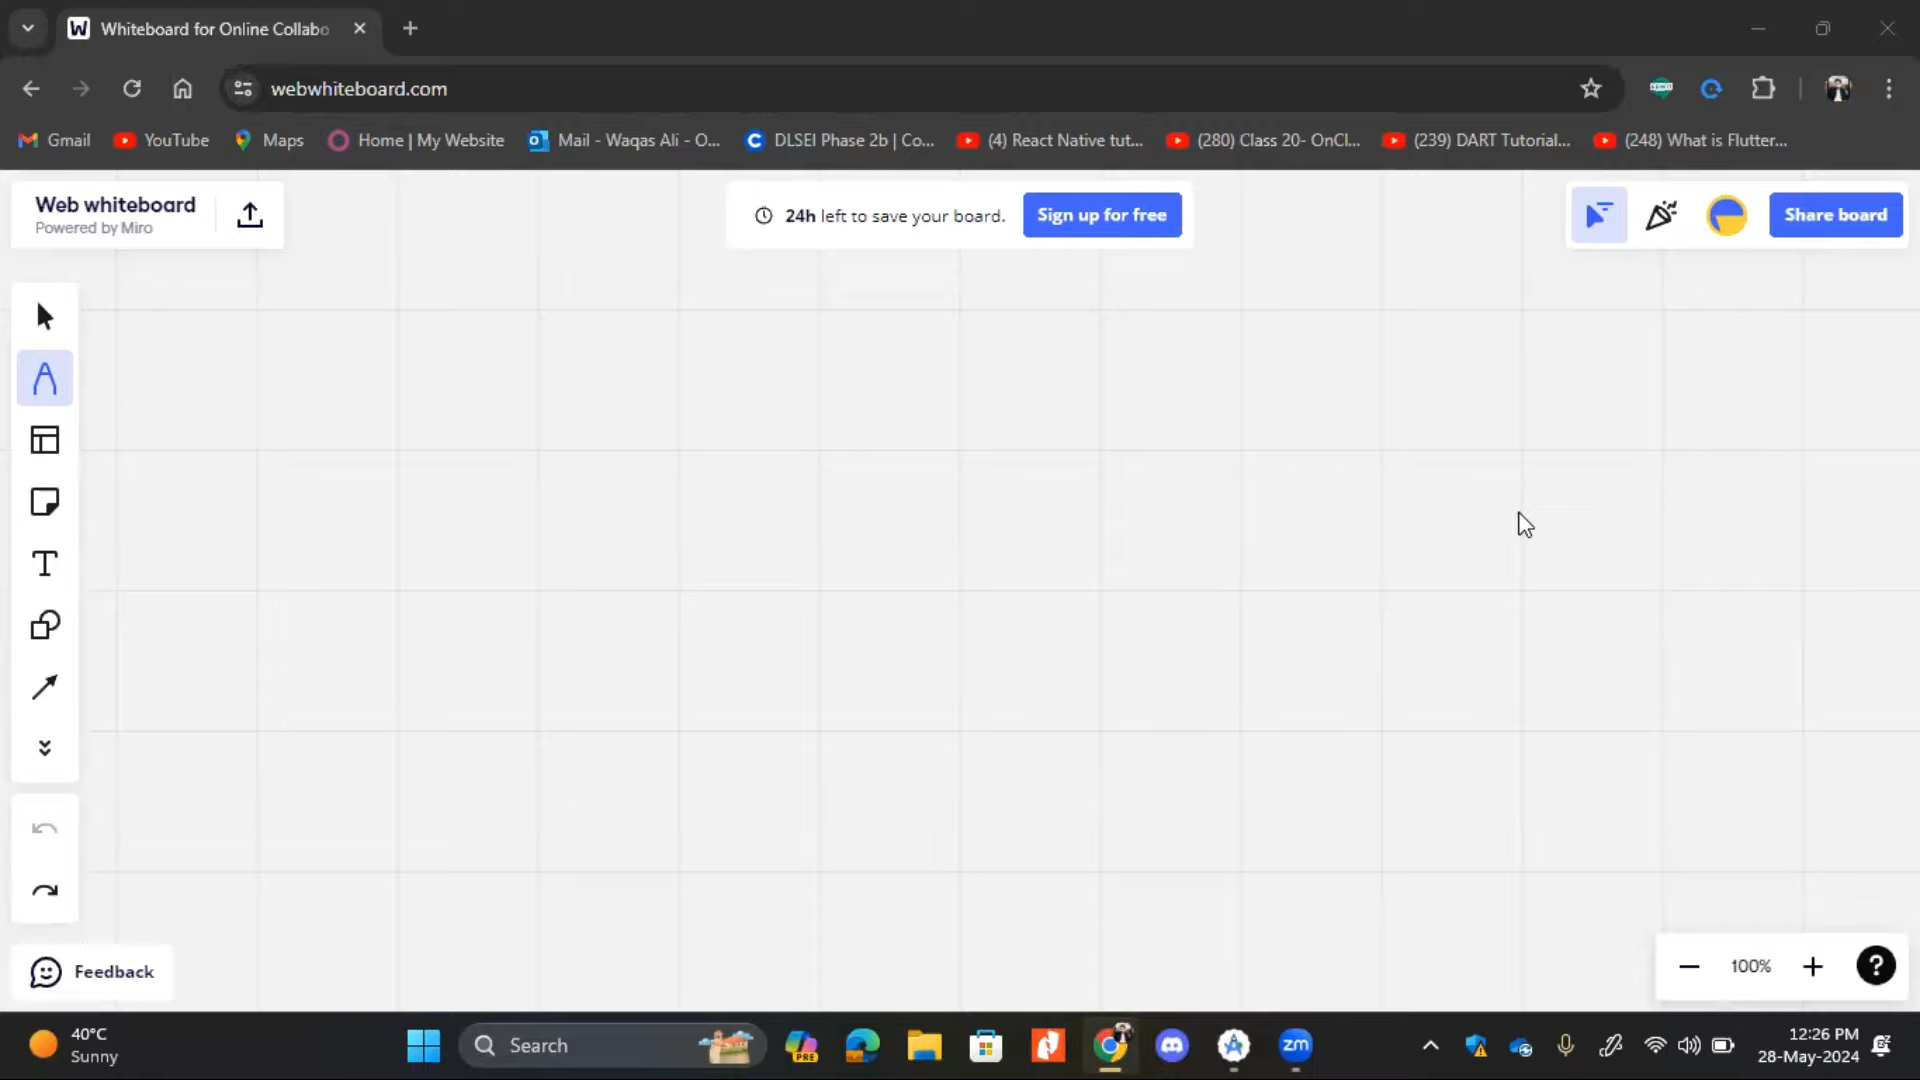 Whiteboard for Online Collabo
webwhiteboard.com
Gmail
YouTube
Maps
Home | My Website
Mail - Waqas Ali - O...
DLSEI Phase 2b | Co...
(4) React Native tut...
(280) Class 20- OnCl...
(239) DART Tutorial...
(248) What is Flutter...
Web whiteboard
Powered by Miro
24h left to save your board.
Sign up for free
Share board
Feedback
100%
40°C
Sunny
Search
PRE
zm
12:26 PM
28-May-2024